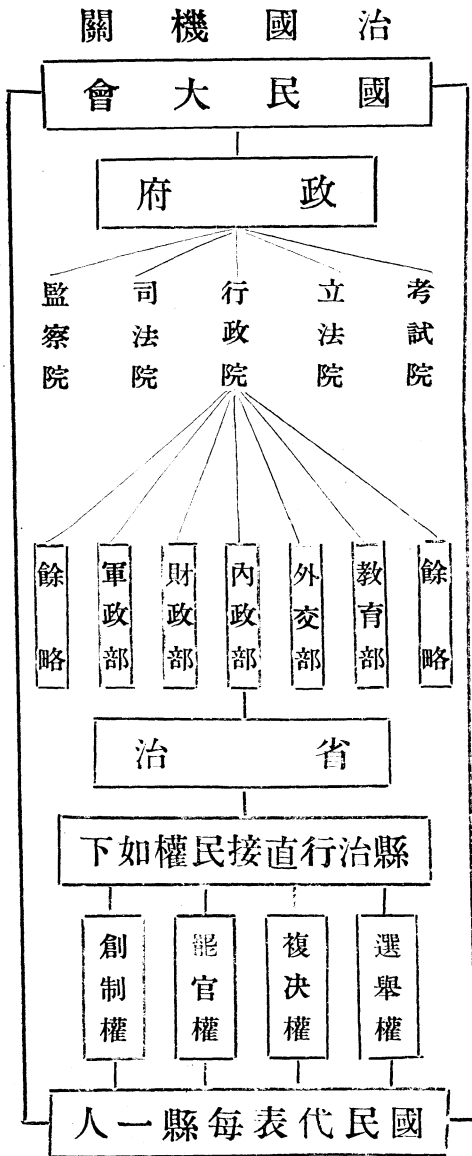 治國機關
國民大會
政府
考試院
立法院
行政院
司法院
監察院
餘略
教育部
外交部
內政部
財政部
軍政部
餘略
省治
縣治行直接民權如下
選舉權
複决權
罷官權
創制權
國民代表每縣一人